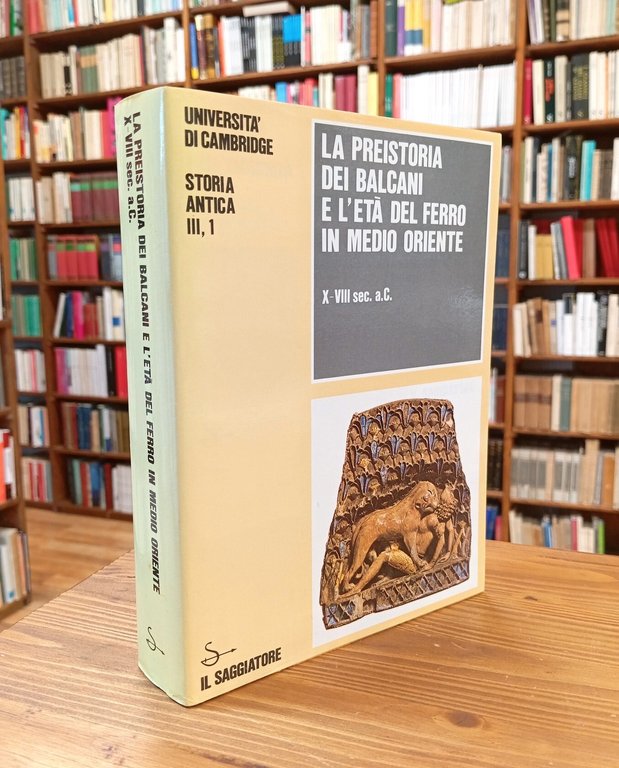 UNIVERSITA'
DI CAMBRIDGE
STORIA
ANTICA
III, 1
LA PREISTORIA
DEI BALCANI
E L'ETÀ DEL FERRO
IN MEDIO ORIENTE
X-VIII sec. a.C.
IL SAGGIATORE
LA PREISTORIA DEI BALCANI E L'ETÀ DEL FERRO IN MEDIO ORIENTE
X-VIII sec. a.C.